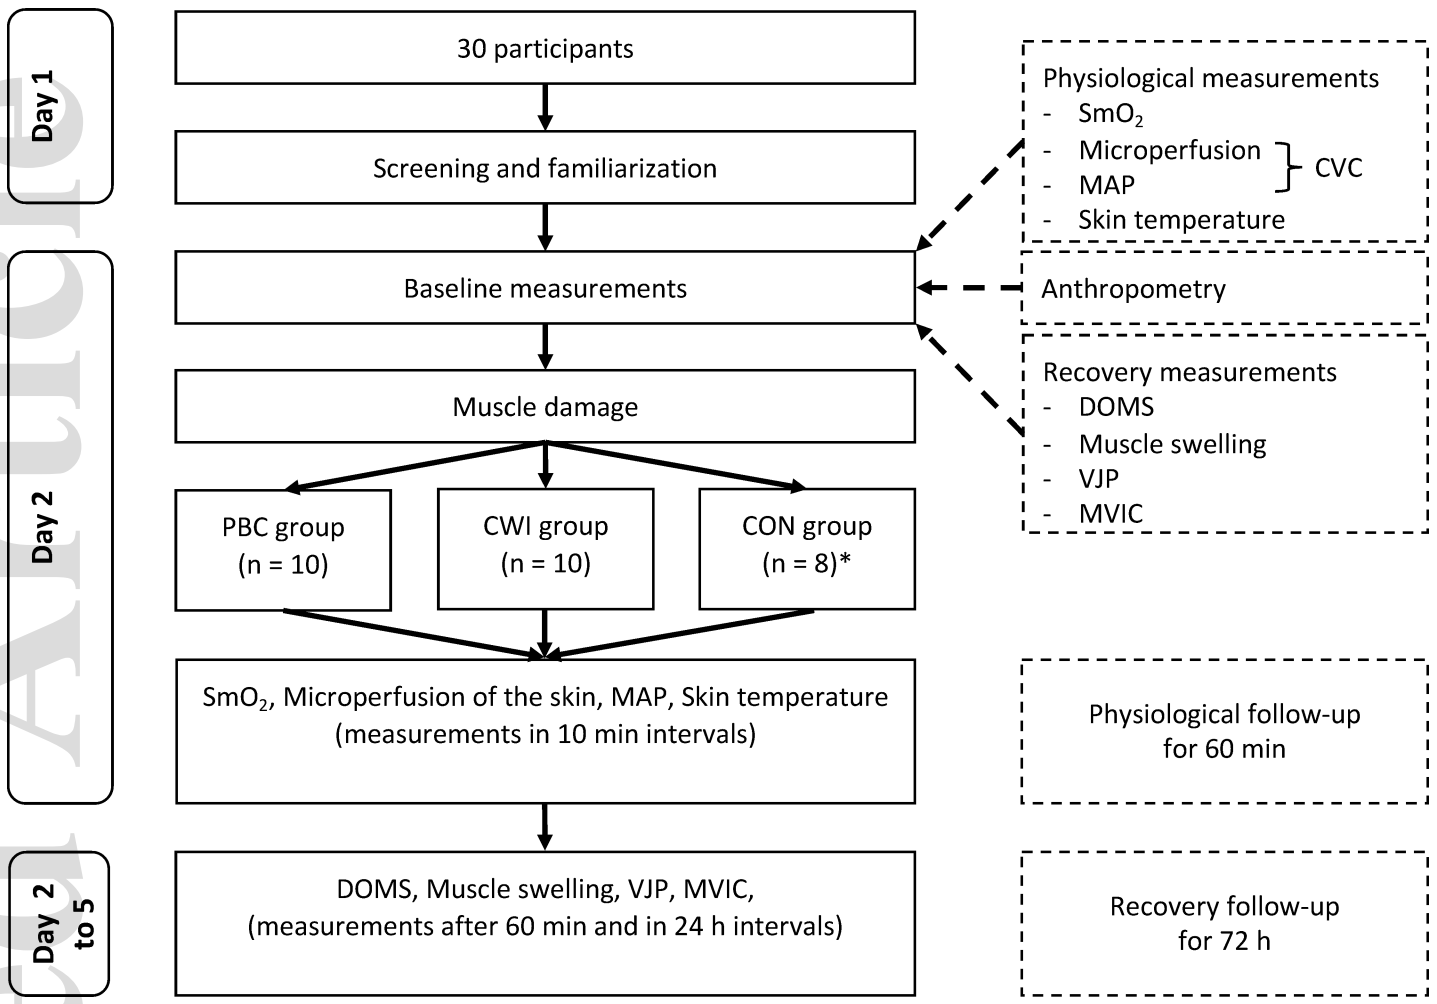 Day 1
30 participants
Screening and familiarization
Physiological measurements
- SmO₂
- Microperfusion
- MAP
CVC
- Skin temperature
Day 2
Baseline measurements
Anthropometry
Muscle damage
Recovery measurements
- DOMS
- Muscle swelling
- VJP
- MVIC
PBC group
(n = 10)
CWI group
(n = 10)
CON group
(n = 8)*
SmO₂, Microperfusion of the skin, MAP, Skin temperature
(measurements in 10 min intervals)
Physiological follow-up
for 60 min
Day 2
to 5
DOMS, Muscle swelling, VJP, MVIC,
(measurements after 60 min and in 24 h intervals)
Recovery follow-up
for 72 h
Article